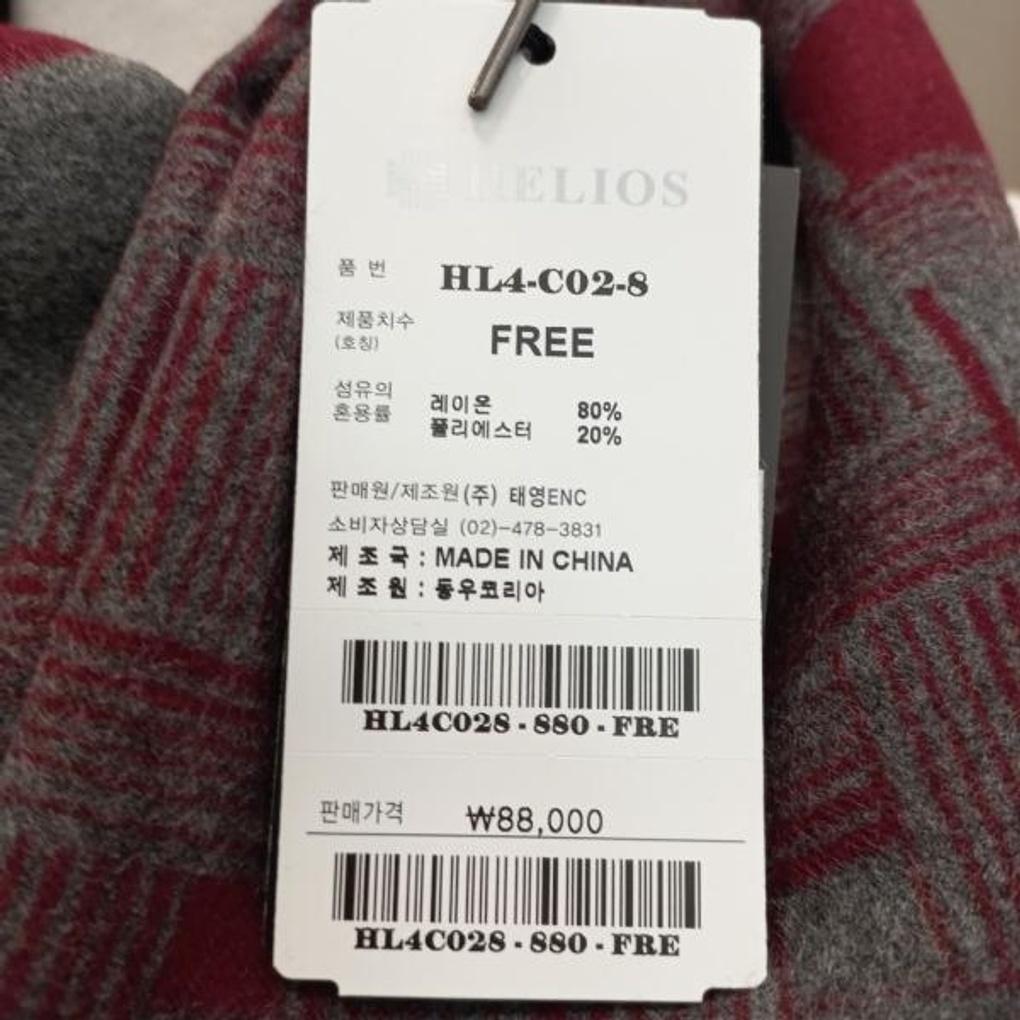 HELIOS
품 번 HL4-C02-8
제품치수 FREE
(호칭)
섬유의
혼용률
레이온 80%
폴리에스터 20%
판매원/제조원(주) 태영ENC
소비자상담실 (02)-478-3831
제 조 국 : MADE IN CHINA
제 조 원 : 동우코리아
HL4C028 - 880 - FRE
판매가격 ₩88,000
HL4C028 - 880 - FRE